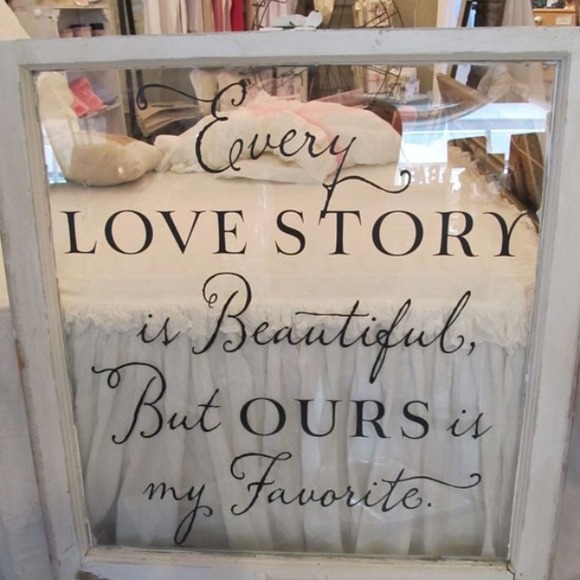 Every
LOVE STORY
is Beautiful,
But OURS is
my Favorite.